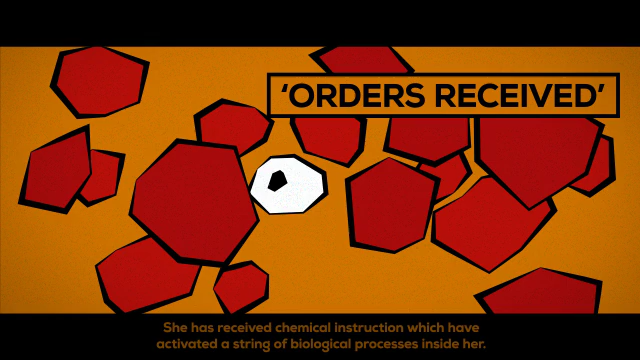 ‘ORDERS RECEIVED’
She has received chemical instruction which have
activated a string of biological processes inside her.